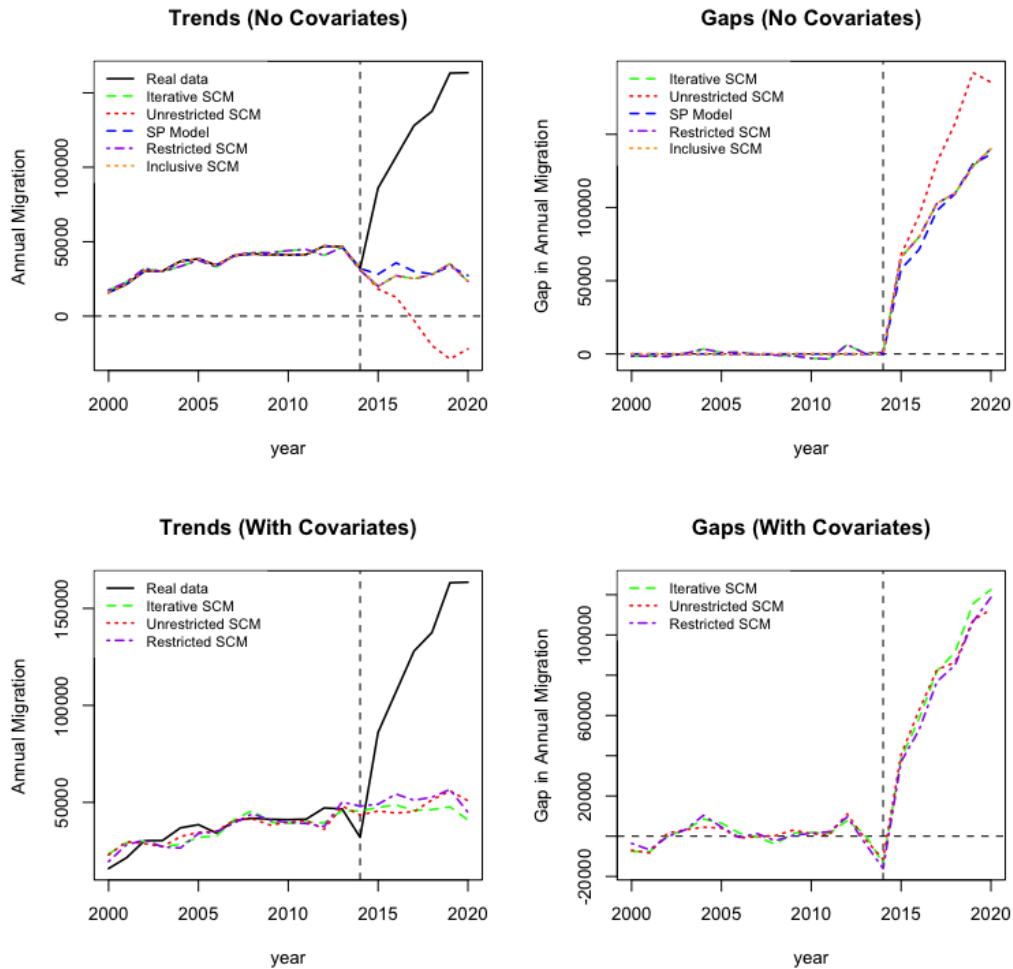 Trends (No Covariates)
Annual Migration
100000
50000
0
Real data
Iterative SCM
Unrestricted SCM
SP Model
Restricted SCM
Inclusive SCM
2000 2005 2010 2015 2020
year
Gaps (No Covariates)
Gap in Annual Migration
100000
50000
0
Iterative SCM
Unrestricted SCM
SP Model
Restricted SCM
Inclusive SCM
2000 2005 2010 2015 2020
year
Trends (With Covariates)
Annual Migration
150000
100000
50000
Real data
Iterative SCM
Unrestricted SCM
Restricted SCM
2000 2005 2010 2015 2020
year
Gaps (With Covariates)
Gap in Annual Migration
100000
60000
20000
-20000
Iterative SCM
Unrestricted SCM
Restricted SCM
2000 2005 2010 2015 2020
year